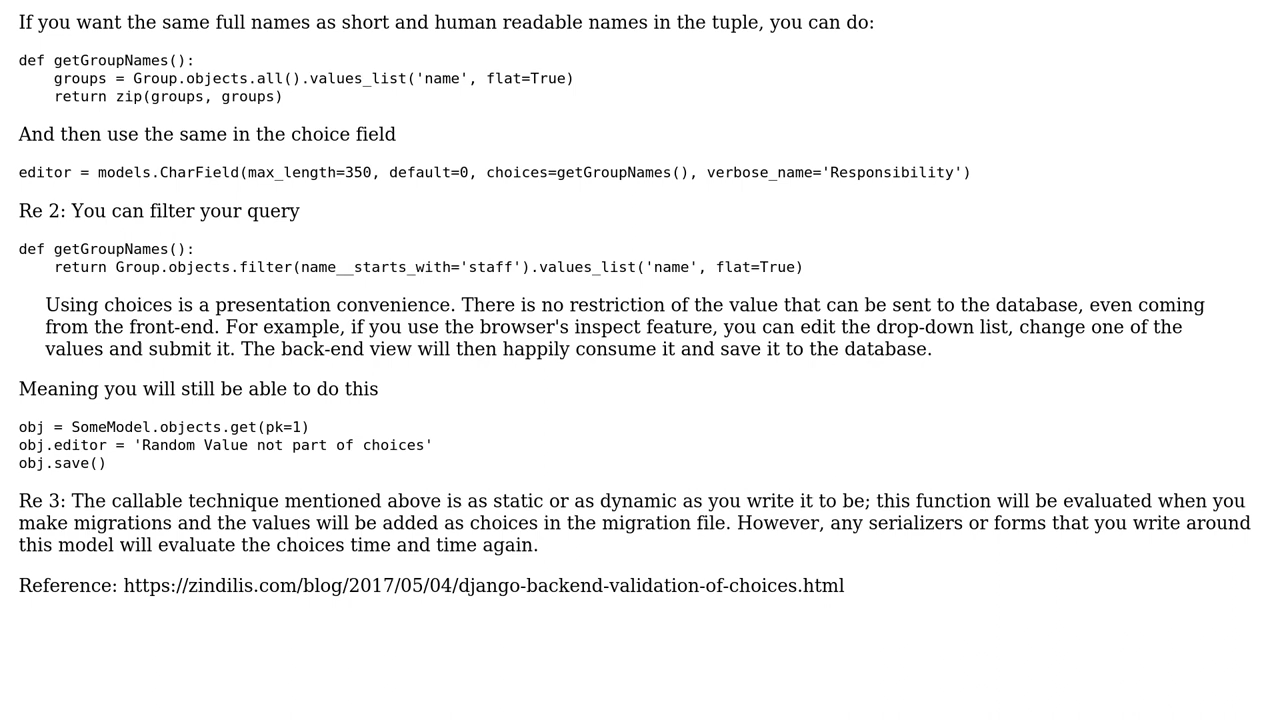 If you want the same full names as short and human readable names in the tuple, you can do:
def getGroupNames():
    groups = Group.objects.all().values_list('name', flat=True)
    return zip(groups, groups)
And then use the same in the choice field
editor = models.CharField(max_length=350, default=0, choices=getGroupNames(), verbose_name='Responsibility')
Re 2: You can filter your query
def getGroupNames():
    return Group.objects.filter(name__starts_with='staff').values_list('name', flat=True)
Using choices is a presentation convenience. There is no restriction of the value that can be sent to the database, even coming
from the front-end. For example, if you use the browser's inspect feature, you can edit the drop-down list, change one of the
values and submit it. The back-end view will then happily consume it and save it to the database.
Meaning you will still be able to do this
obj = SomeModel.objects.get(pk=1)
obj.editor = 'Random Value not part of choices'
obj.save()
Re 3: The callable technique mentioned above is as static or as dynamic as you write it to be; this function will be evaluated when you
make migrations and the values will be added as choices in the migration file. However, any serializers or forms that you write around
this model will evaluate the choices time and time again.
Reference: https://zindilis.com/blog/2017/05/04/django-backend-validation-of-choices.html